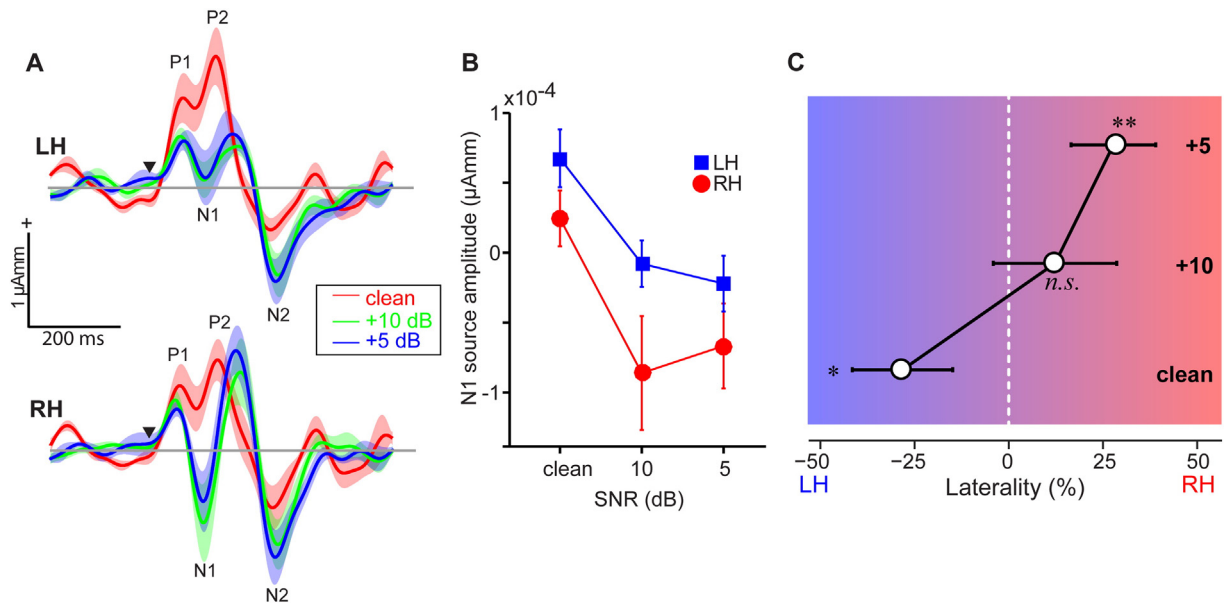 A
P1
P2
LH
N1
N2
+
1 µAmm
200 ms
clean
+10 dB
+5 dB
P1
P2
RH
N1
N2
B
x10-4
1
0
-1
N1 source amplitude (µAmm)
LH
RH
clean 10 5
SNR (dB)
C
**
+5
+10
n.s.
*
clean
−50 −25 0 25 50
LH Laterality (%) RH